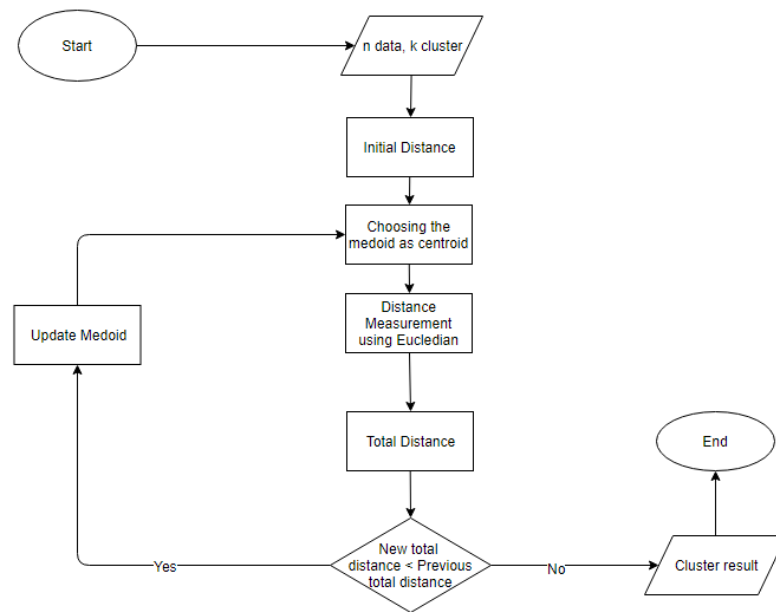 Start
n data, k cluster
Initial Distance
Choosing the
medoid as centroid
Distance
Measurement
using Eucledian
Update Medoid
Total Distance
New total
distance < Previous
total distance
Yes
No
Cluster result
End